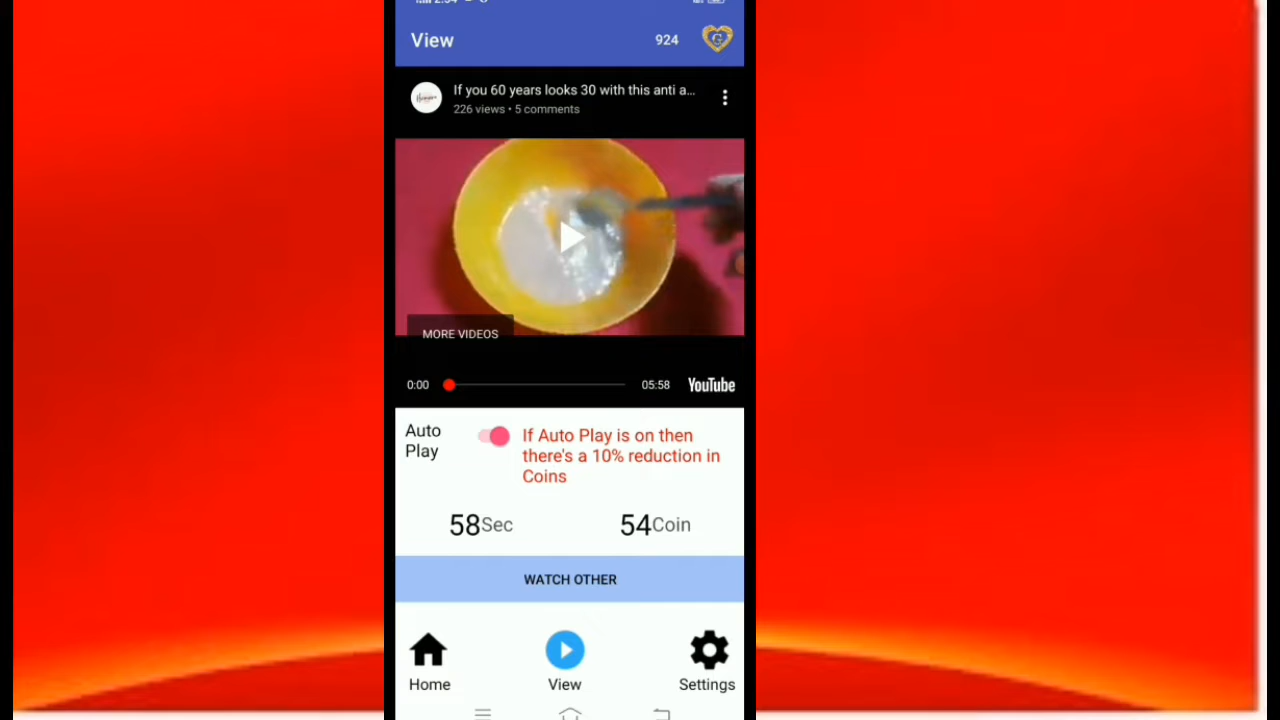 View
924
If you 60 years looks 30 with this anti a...
226 views • 5 comments
MORE VIDEOS
0:00
05:58
YouTube
Auto
Play
If Auto Play is on then
there's a 10% reduction in
Coins
58Sec
54Coin
WATCH OTHER
Home
View
Settings